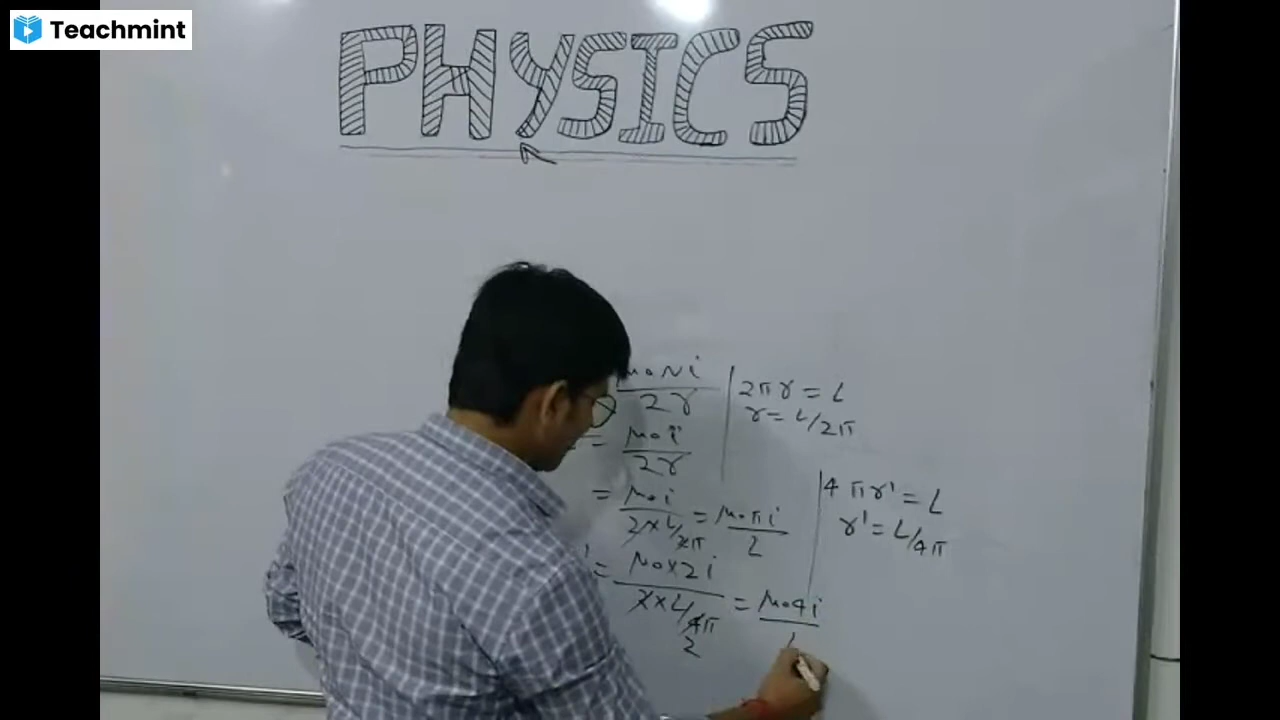 Teachmint
PHYSICS
μ₀Ni / 2r
2πr = L
r = L/2π
= μ₀i / 2r
= μ₀i / 2×L/2π = μ₀πi / L
4πr' = L
r' = L/4π
' = μ₀×2i / 2×L/4π = μ₀4i
2